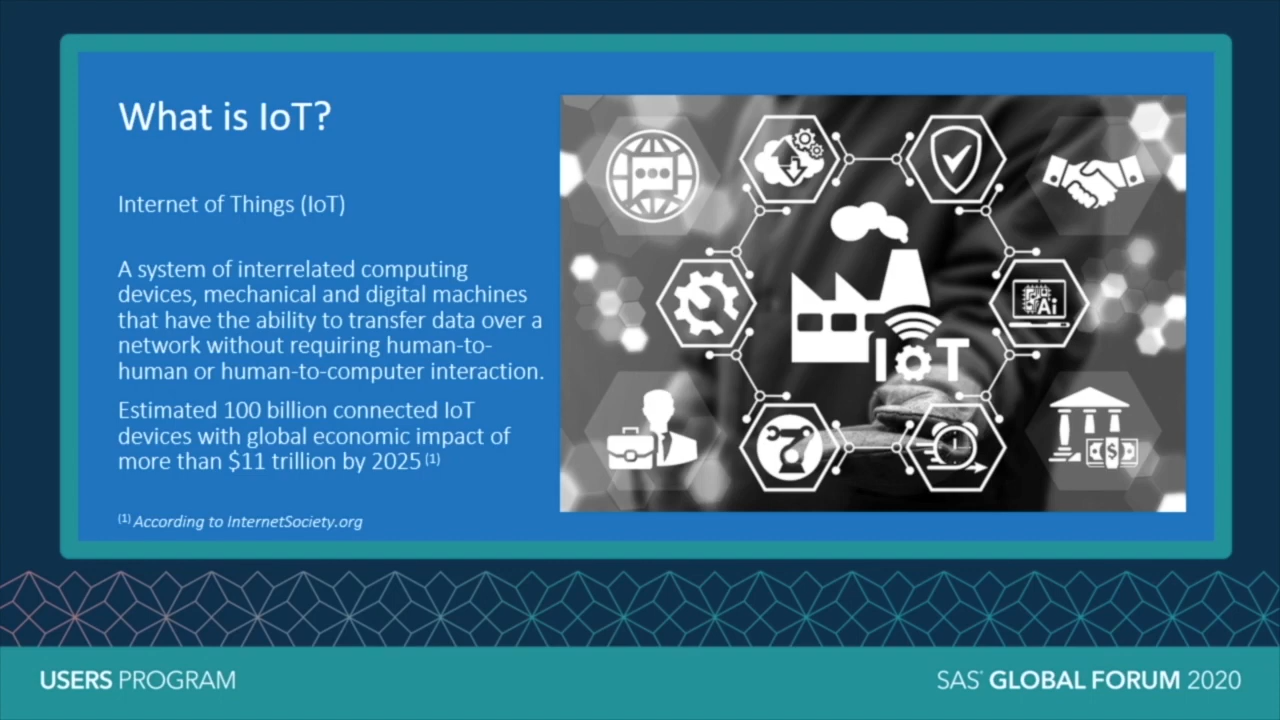 What is IoT?
Internet of Things (IoT)
A system of interrelated computing
devices, mechanical and digital machines
that have the ability to transfer data over a
network without requiring human-to-
human or human-to-computer interaction.
Estimated 100 billion connected IoT
devices with global economic impact of
more than $11 trillion by 2025 (1)
(1) According to InternetSociety.org
Ai
IoT
$
USERS PROGRAM
SAS® GLOBAL FORUM 2020